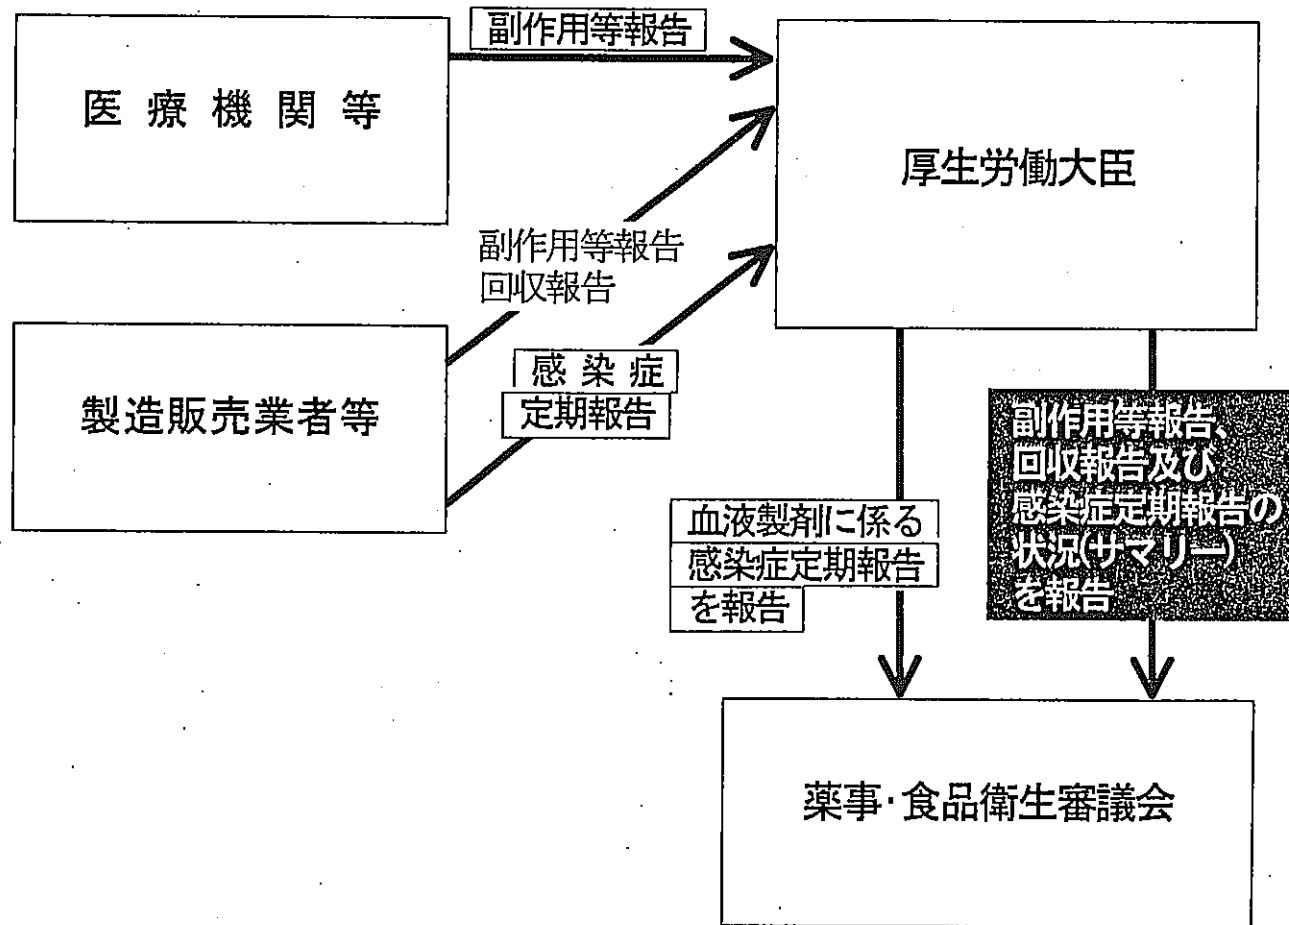 副作用等報告
医療機関等
厚生労働大臣
副作用等報告
回収報告
製造販売業者等
感染症
定期報告
血液製剤に係る
感染症定期報告
を報告
副作用等報告、
回収報告及び
感染症定期報告の
状況(サマリー)
を報告
薬事・食品衛生審議会